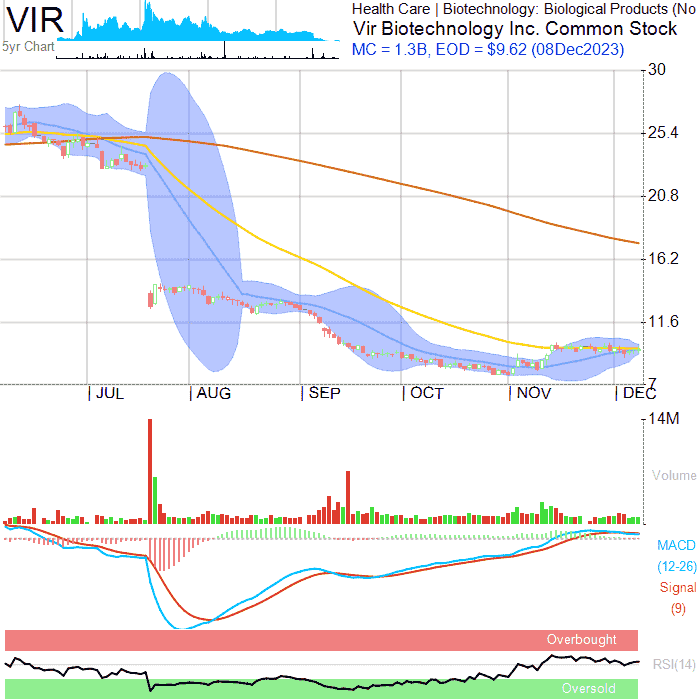 VIR
Health Care | Biotechnology: Biological Products (No
5yr Chart
Vir Biotechnology Inc. Common Stock
MC = 1.3B, EOD = $9.62 (08Dec2023)
30
25.4
20.8
16.2
11.6
7
JUL AUG SEP OCT NOV DEC
14M
Volume
MACD
(12-26)
Signal
(9)
Overbought
RSI(14)
Oversold